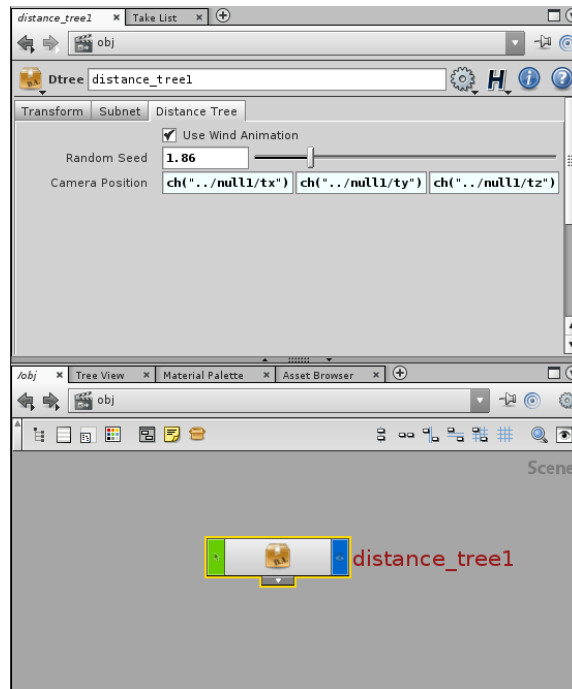 distance_tree1 Take List
obj
Dtree distance_tree1
Transform Subnet Distance Tree
Use Wind Animation
Random Seed 1.86
Camera Position ch("../null1/tx") ch("../null1/ty") ch("../null1/tz")
/obj Tree View Material Palette Asset Browser
obj
Scene
distance_tree1